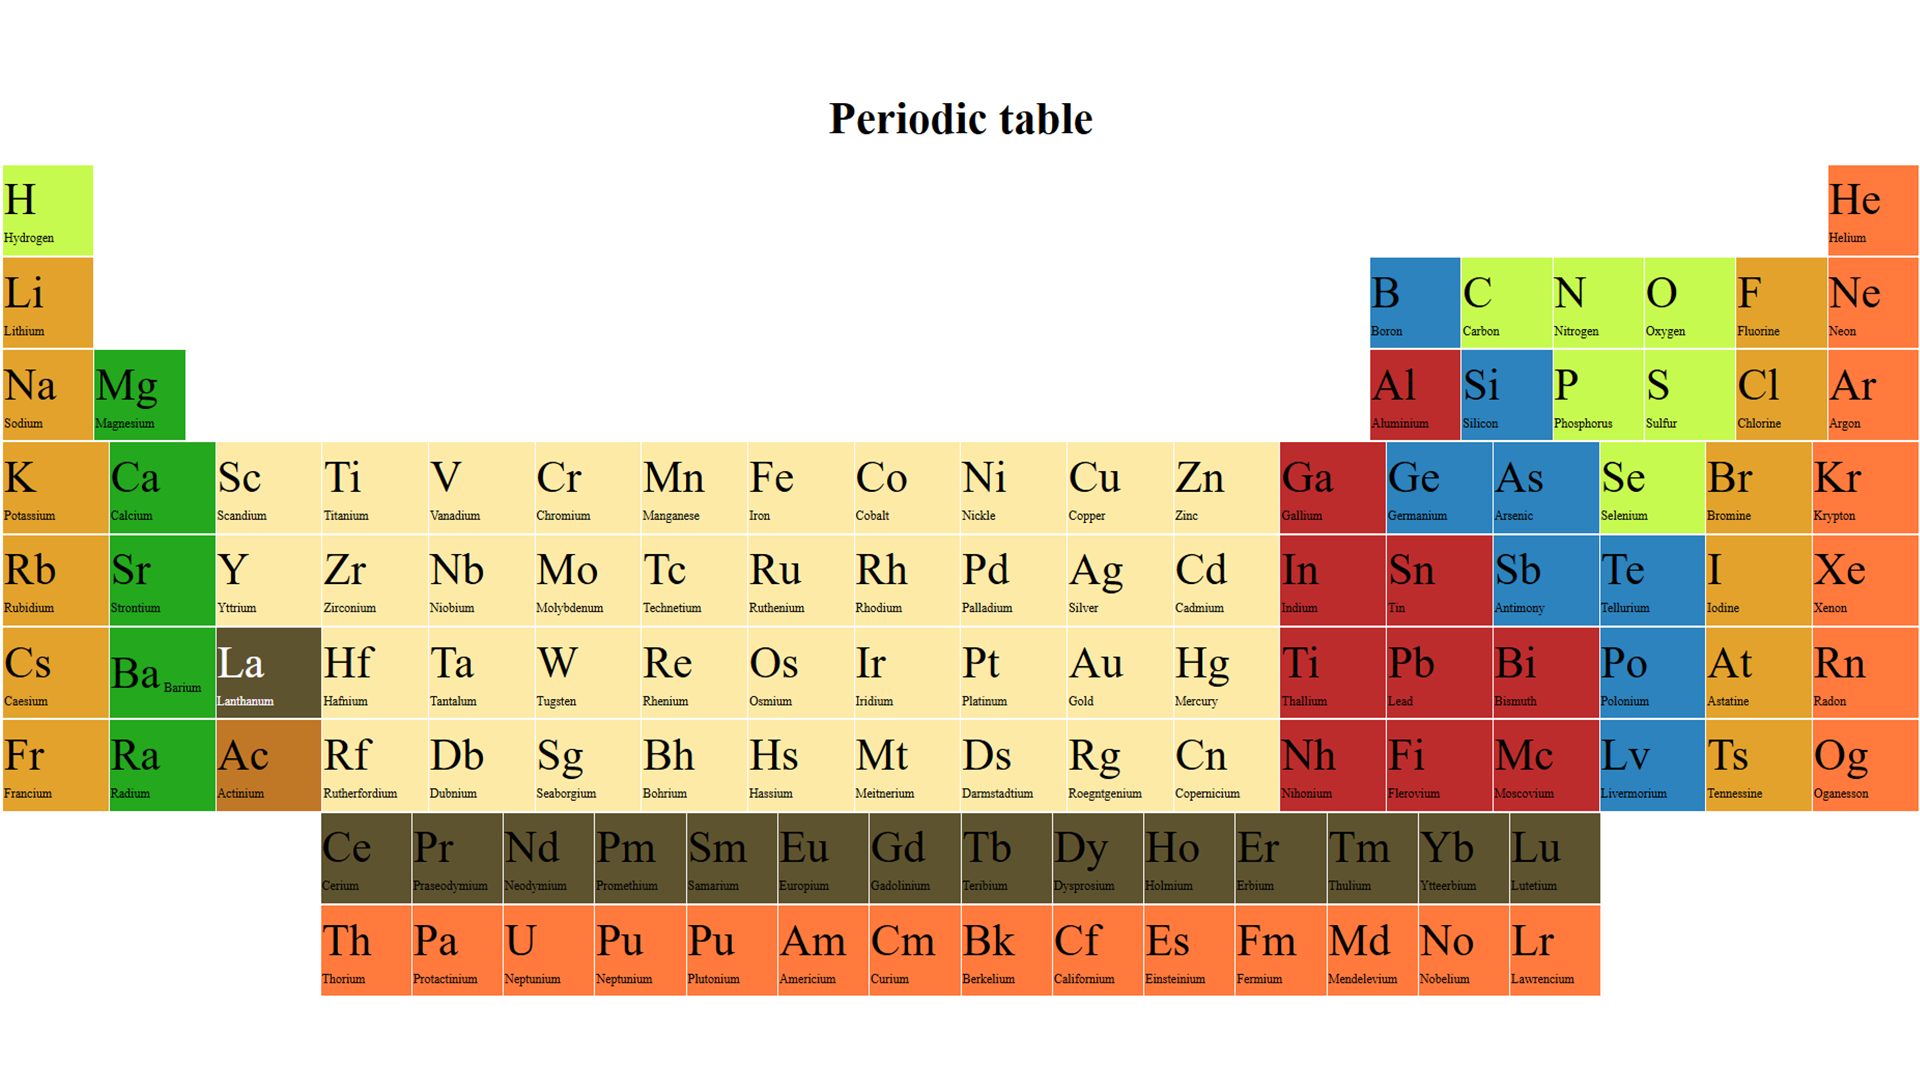 Periodic table
H He
Hydrogen Helium
Li B C N O F Ne
Lithium Boron Carbon Nitrogen Oxygen Fluorine Neon
Na Mg Al Si P S Cl Ar
Sodium Magnesium Aluminium Silicon Phosphorus Sulfur Chlorine Argon
K Ca Sc Ti V Cr Mn Fe Co Ni Cu Zn Ga Ge As Se Br Kr
Potassium Calcium Scandium Titanium Vanadium Chromium Manganese Iron Cobalt Nickle Copper Zinc Gallium Germanium Arsenic Selenium Bromine Krypton
Rb Sr Y Zr Nb Mo Tc Ru Rh Pd Ag Cd In Sn Sb Te I Xe
Rubidium Strontium Yttrium Zirconium Niobium Molybdenum Technetium Ruthenium Rhodium Palladium Silver Cadmium Indium Tin Antimony Tellurium Iodine Xenon
Cs Ba Barium La Hf Ta W Re Os Ir Pt Au Hg Ti Pb Bi Po At Rn
Caesium Lanthanum Hafnium Tantalum Tugsten Rhenium Osmium Iridium Platinum Gold Mercury Thallium Lead Bismuth Polonium Astatine Radon
Fr Ra Ac Rf Db Sg Bh Hs Mt Ds Rg Cn Nh Fi Mc Lv Ts Og
Francium Radium Actinium Rutherfordium Dubnium Seaborgium Bohrium Hassium Meitnerium Darmstadtium Roegntgenium Copernicium Nihonium Flerovium Moscovium Livermorium Tennessine Oganesson
Ce Pr Nd Pm Sm Eu Gd Tb Dy Ho Er Tm Yb Lu
Cerium Praseodymium Neodymium Promethium Samarium Europium Gadolinium Teribium Dysprosium Holmium Erbium Thulium Ytteerbium Lutetium
Th Pa U Pu Pu Am Cm Bk Cf Es Fm Md No Lr
Thorium Protactinium Neptunium Neptunium Plutonium Americium Curium Berkelium Californium Einsteinium Fermium Mendelevium Nobelium Lawrencium